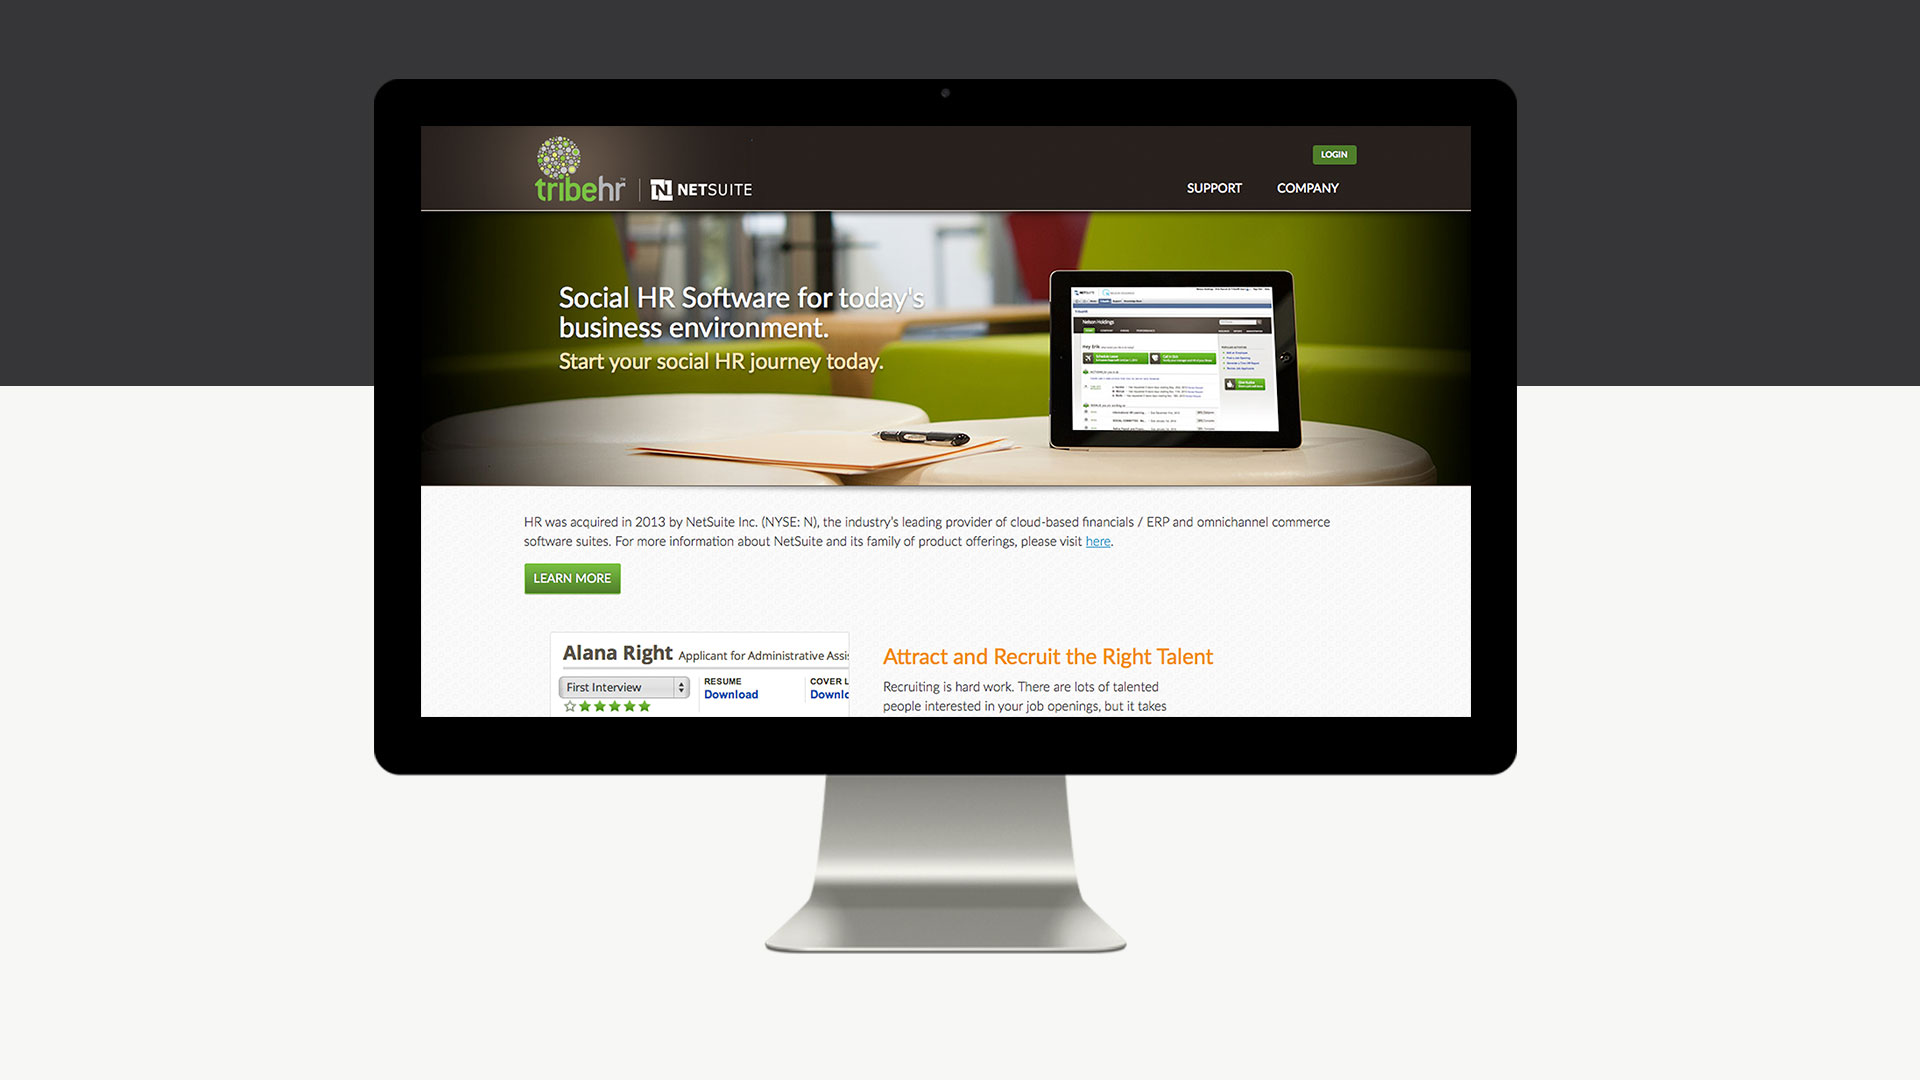 LOGIN
tribehr™ | N NETSUITE
SUPPORT COMPANY
Social HR Software for today's
business environment.
Start your social HR journey today.
Nelson Holdings
HR was acquired in 2013 by NetSuite Inc. (NYSE: N), the industry's leading provider of cloud-based financials / ERP and omnichannel commerce
software suites. For more information about NetSuite and its family of product offerings, please visit here.
LEARN MORE
Alana Right Applicant for Administrative Assis
First Interview
RESUME
Download
COVER L
Downlo
Attract and Recruit the Right Talent
Recruiting is hard work. There are lots of talented
people interested in your job openings, but it takes